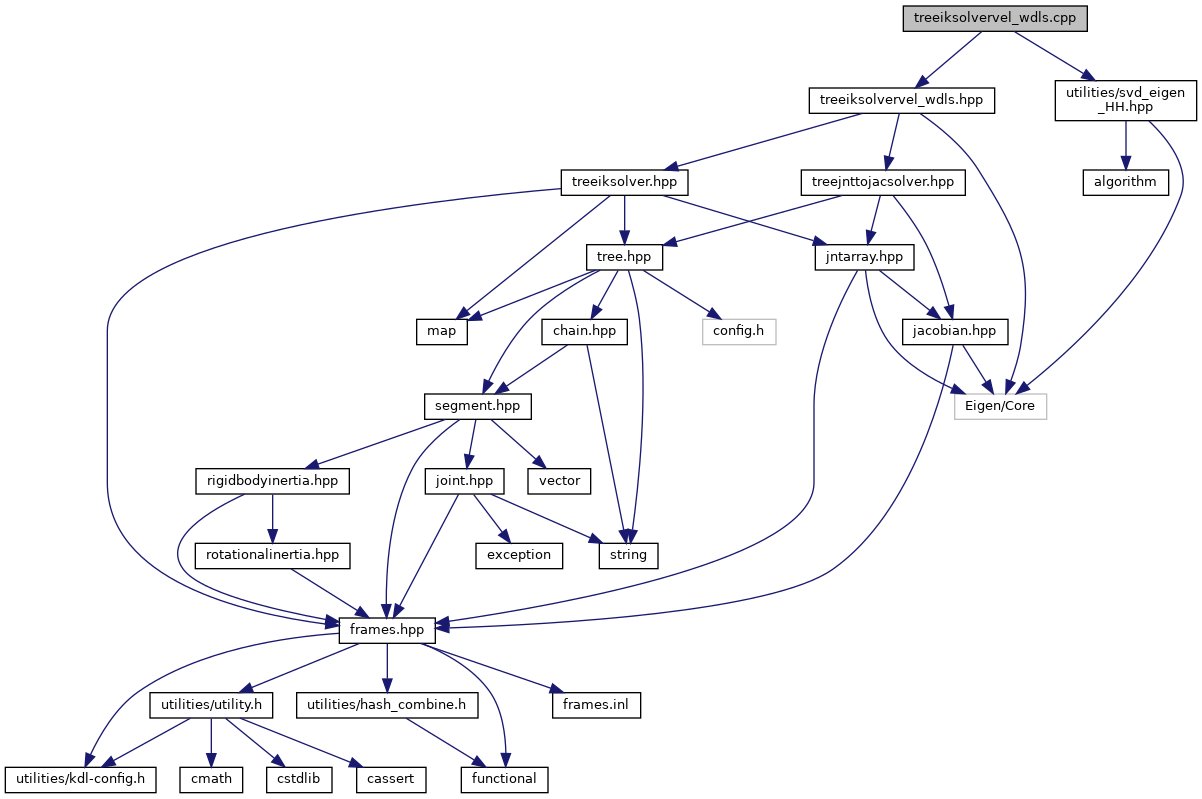 treeiksolvervel_wdls.cpp
treeiksolvervel_wdls.hpp
utilities/svd_eigen
_HH.hpp
treeiksolver.hpp
treejnttojacsolver.hpp
algorithm
tree.hpp
jntarray.hpp
map
chain.hpp
config.h
jacobian.hpp
segment.hpp
Eigen/Core
rigidbodyinertia.hpp
joint.hpp
vector
rotationalinertia.hpp
exception
string
frames.hpp
utilities/utility.h
utilities/hash_combine.h
frames.inl
utilities/kdl-config.h
cmath
cstdlib
cassert
functional